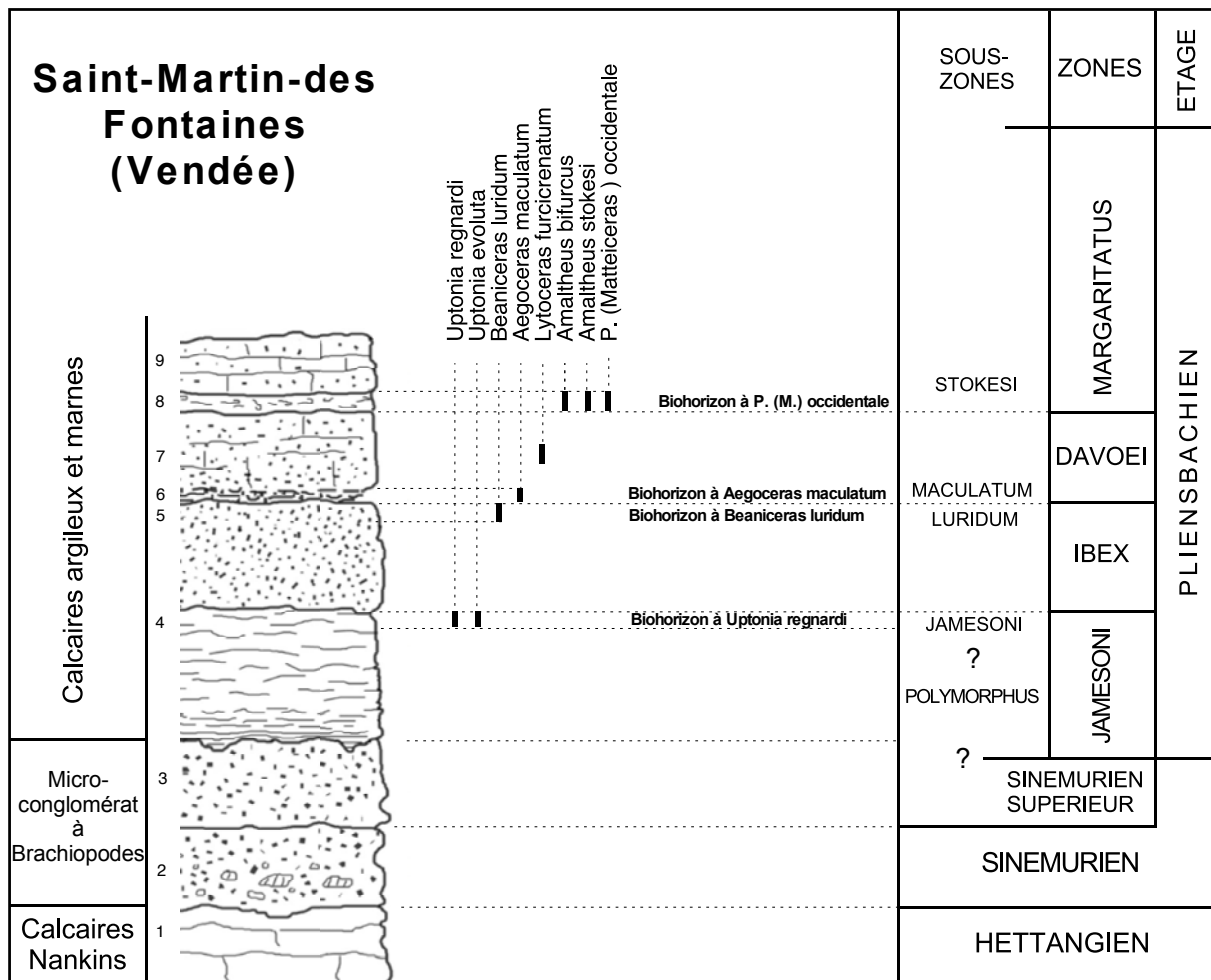 Saint-Martin-des
Fontaines
(Vendée)
Uptonia regnardi
Uptonia evoluta
Beaniceras luridum
Aegoceras maculatum
Lytoceras furcicrenatum
Amaltheus bifurcus
Amaltheus stokesi
P. (Matteiceras ) occidentale
SOUS-
ZONES
ZONES
ETAGE
Calcaires argileux et marnes
Micro-
conglomérat
à
Brachiopodes
Calcaires
Nankins
9
8
7
6
5
4
3
2
1
Biohorizon à P. (M.) occidentale
Biohorizon à Aegoceras maculatum
Biohorizon à Beaniceras luridum
Biohorizon à Uptonia regnardi
STOKESI
MACULATUM
LURIDUM
JAMESONI
?
POLYMORPHUS
?
MARGARITATUS
DAVOEI
IBEX
JAMESONI
PLIENSBACHIEN
SINEMURIEN
SUPERIEUR
SINEMURIEN
HETTANGIEN